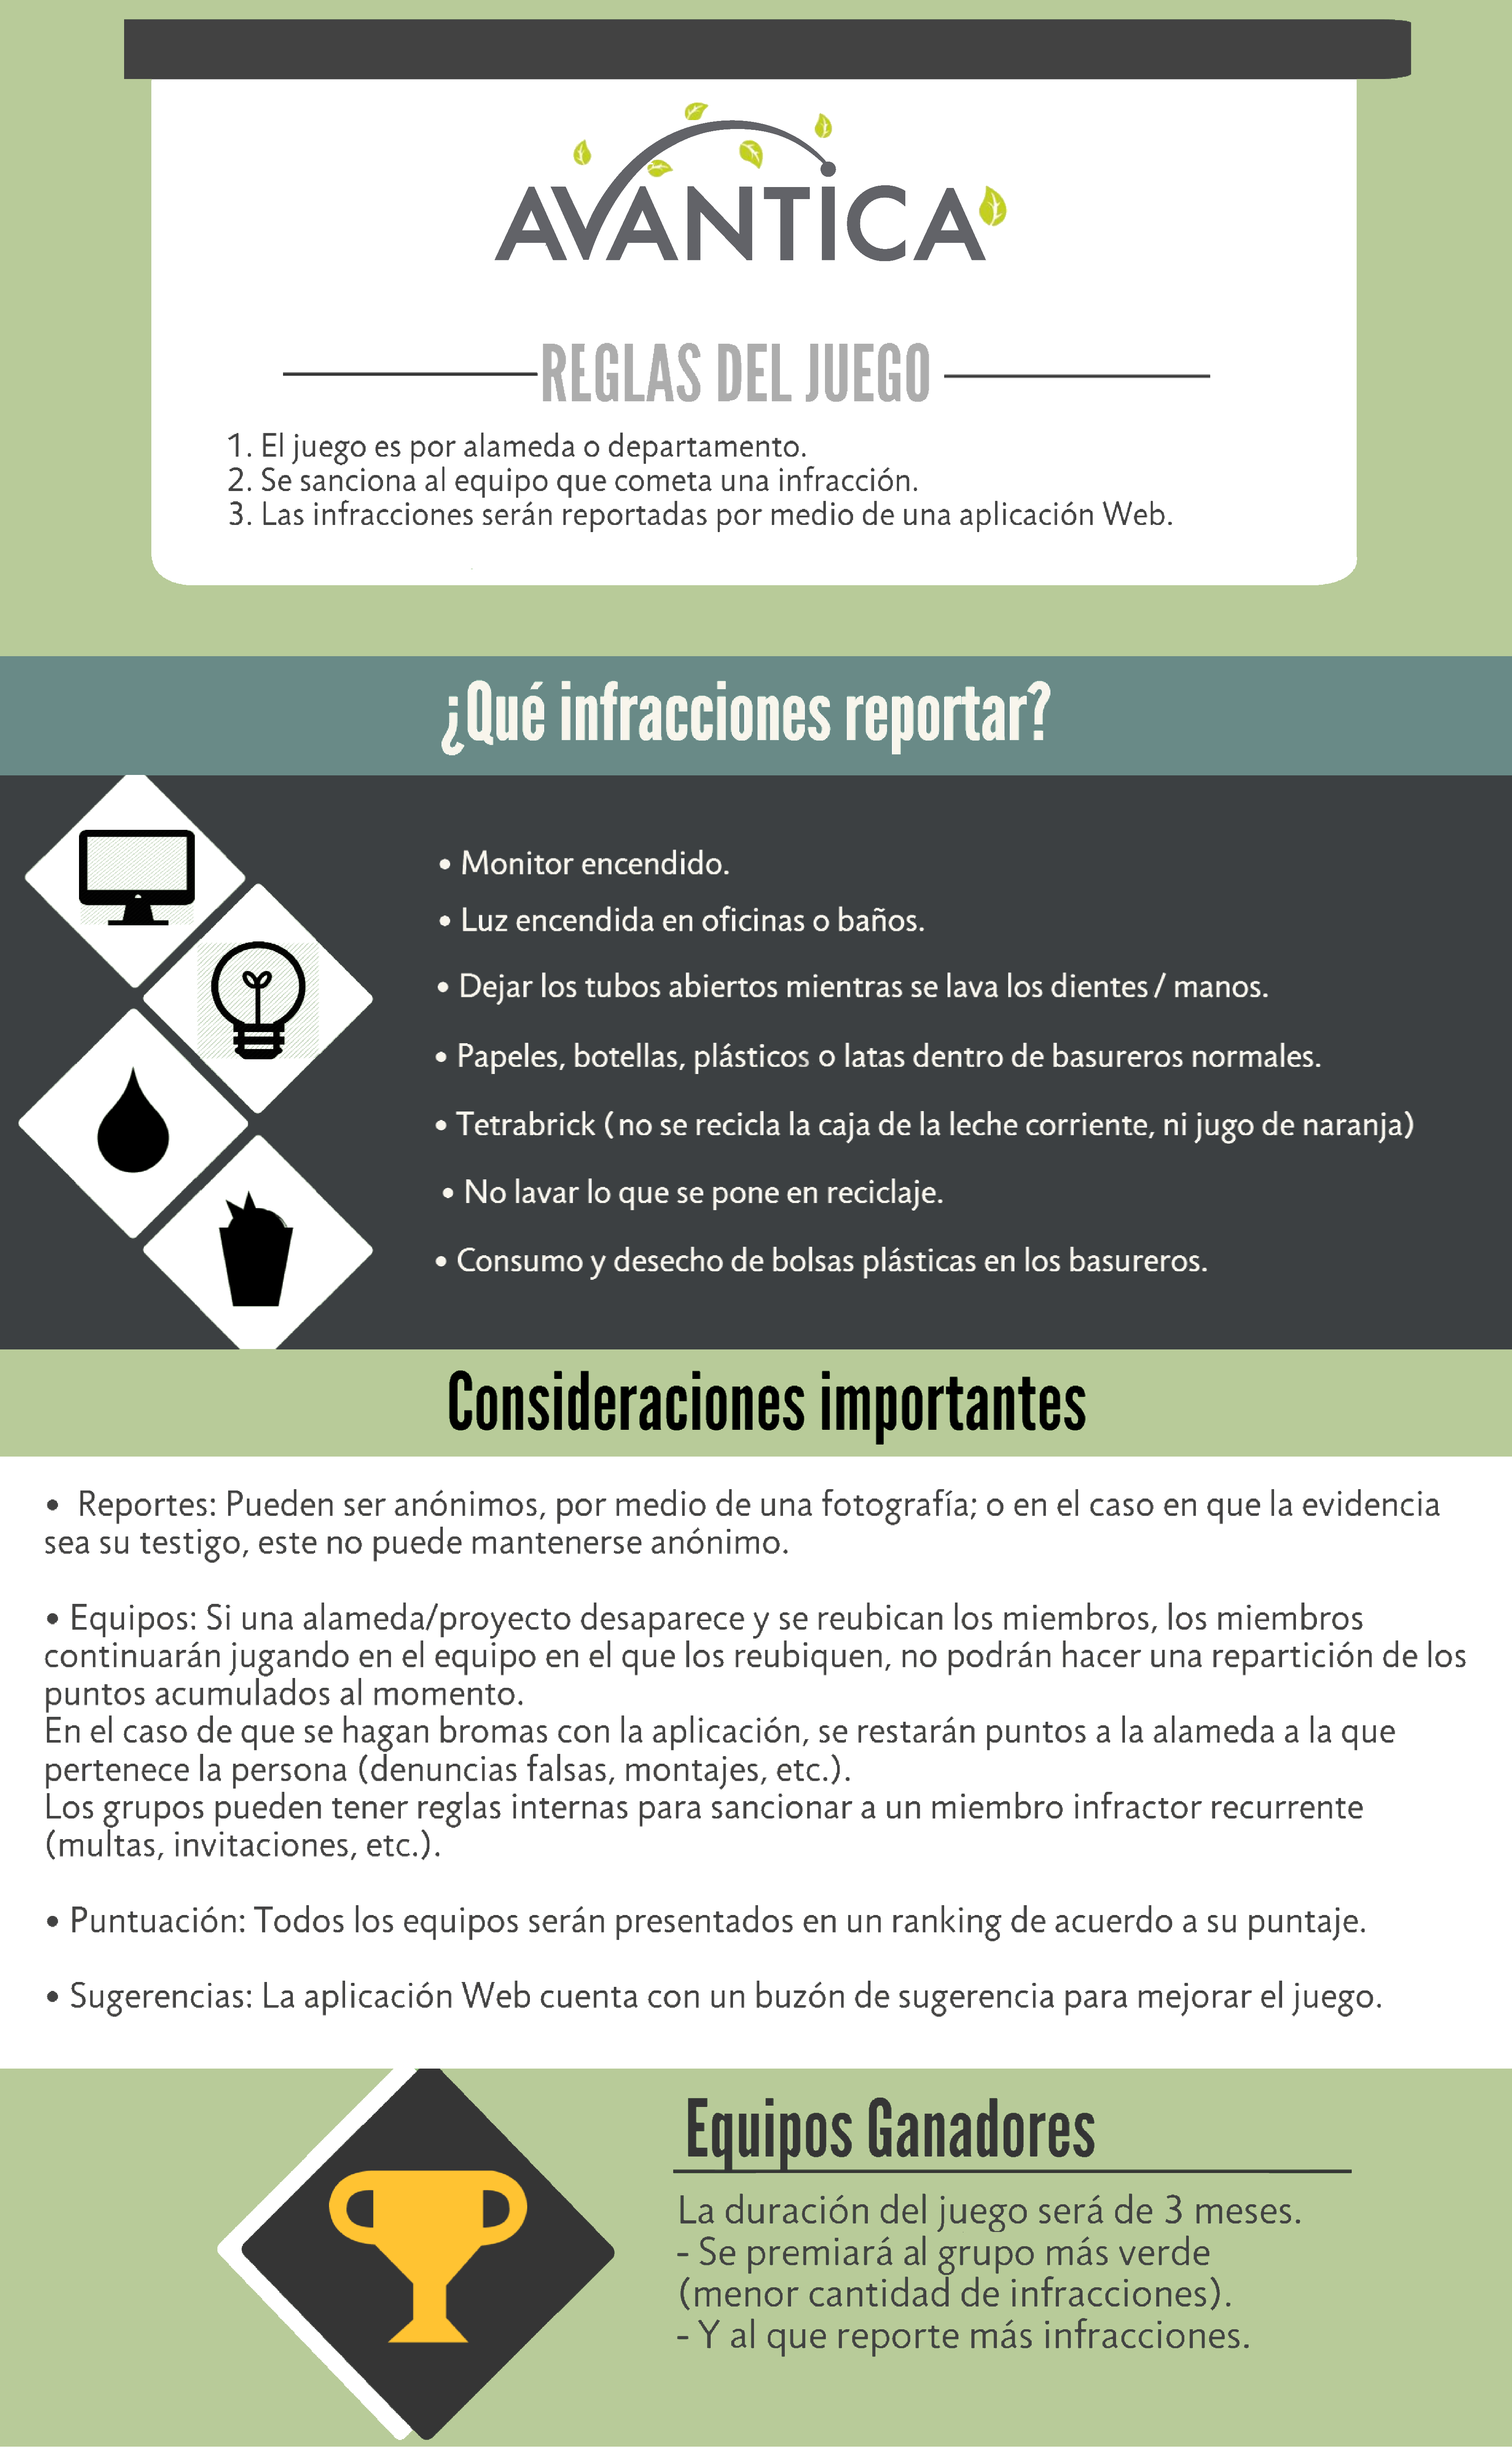 AVANTICA
REGLAS DEL JUEGO
1. El juego es por alameda o departamento.
2. Se sanciona al equipo que cometa una infracción.
3. Las infracciones serán reportadas por medio de una aplicación Web.
¿Qué infracciones reportar?
• Monitor encendido.
• Luz encendida en oficinas o baños.
• Dejar los tubos abiertos mientras se lava los dientes / manos.
• Papeles, botellas, plásticos o latas dentro de basureros normales.
• Tetrabrick (no se recicla la caja de la leche corriente, ni jugo de naranja)
• No lavar lo que se pone en reciclaje.
• Consumo y desecho de bolsas plásticas en los basureros.
Consideraciones importantes
• Reportes: Pueden ser anónimos, por medio de una fotografía; o en el caso en que la evidencia
sea su testigo, este no puede mantenerse anónimo.
• Equipos: Si una alameda/proyecto desaparece y se reubican los miembros, los miembros
continuarán jugando en el equipo en el que los reubiquen, no podrán hacer una repartición de los
puntos acumulados al momento.
En el caso de que se hagan bromas con la aplicación, se restarán puntos a la alameda a la que
pertenece la persona (denuncias falsas, montajes, etc.).
Los grupos pueden tener reglas internas para sancionar a un miembro infractor recurrente
(multas, invitaciones, etc.).
• Puntuación: Todos los equipos serán presentados en un ranking de acuerdo a su puntaje.
• Sugerencias: La aplicación Web cuenta con un buzón de sugerencia para mejorar el juego.
Equipos Ganadores
La duración del juego será de 3 meses.
- Se premiará al grupo más verde
(menor cantidad de infracciones).
- Y al que reporte más infracciones.